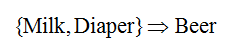 {Milk, Diaper} ⇒ Beer